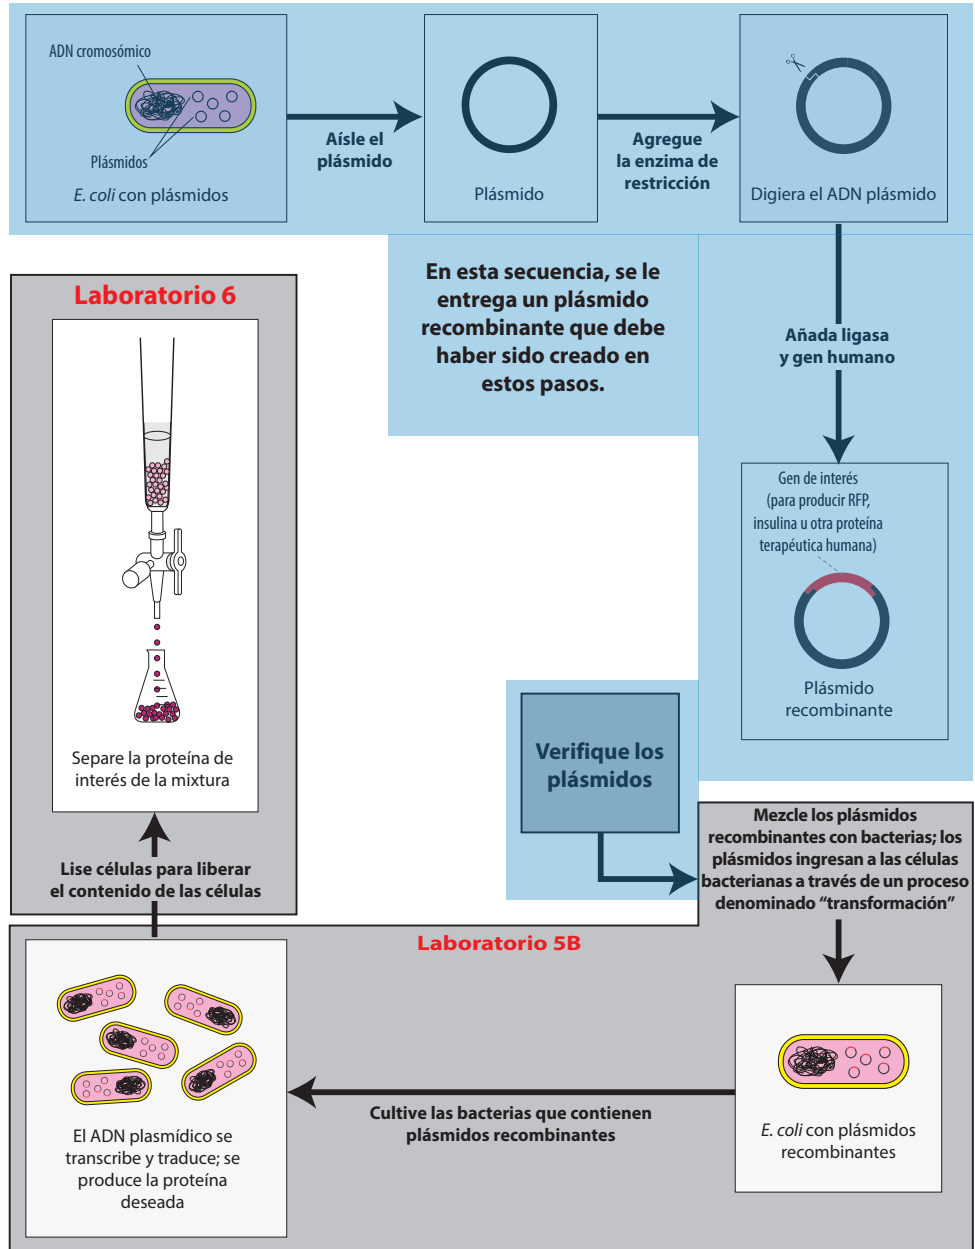 ADN cromosómico
Plásmidos
E. coli con plásmidos
Aísle el
plásmido
Plásmido
Agregue
la enzima de
restricción
Digiera el ADN plásmido
En esta secuencia, se le
entrega un plásmido
recombinante que debe
haber sido creado en
estos pasos.
Añada ligasa
y gen humano
Gen de interés
(para producir RFP,
insulina u otra proteína
terapéutica humana)
Plásmido
recombinante
Verifique los
plásmidos
Mezcle los plásmidos
recombinantes con bacterias; los
plásmidos ingresan a las células
bacterianas a través de un proceso
denominado “transformación”
Laboratorio 5B
E. coli con plásmidos
recombinantes
Cultive las bacterias que contienen
plásmidos recombinantes
El ADN plasmídico se
transcribe y traduce; se
produce la proteína
deseada
Lise células para liberar
el contenido de las células
Laboratorio 6
Separe la proteína de
interés de la mixtura